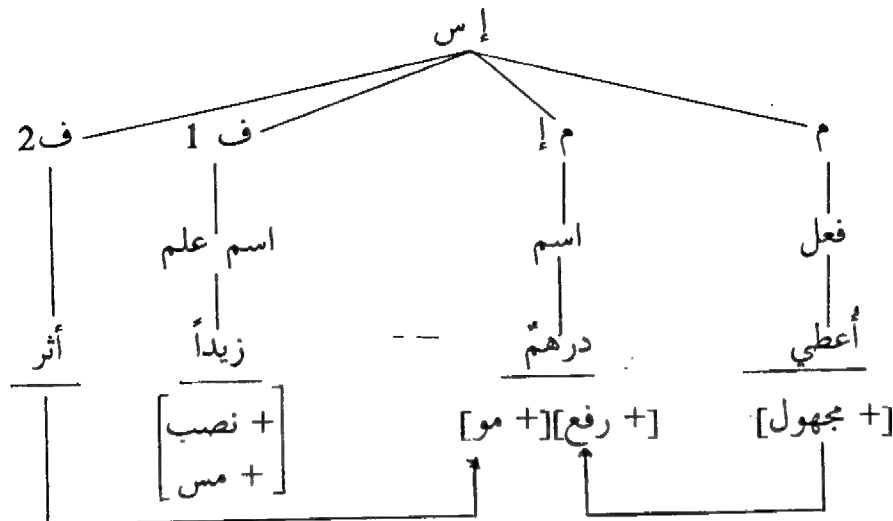 إ س
م م إ ف 1 ف2
فعل اسم اسم علم
أُعطي درهمٌ -- زيداً أثر
[+ مجهول] [+ رفع][+ مو] [+ نصب
+ مس]